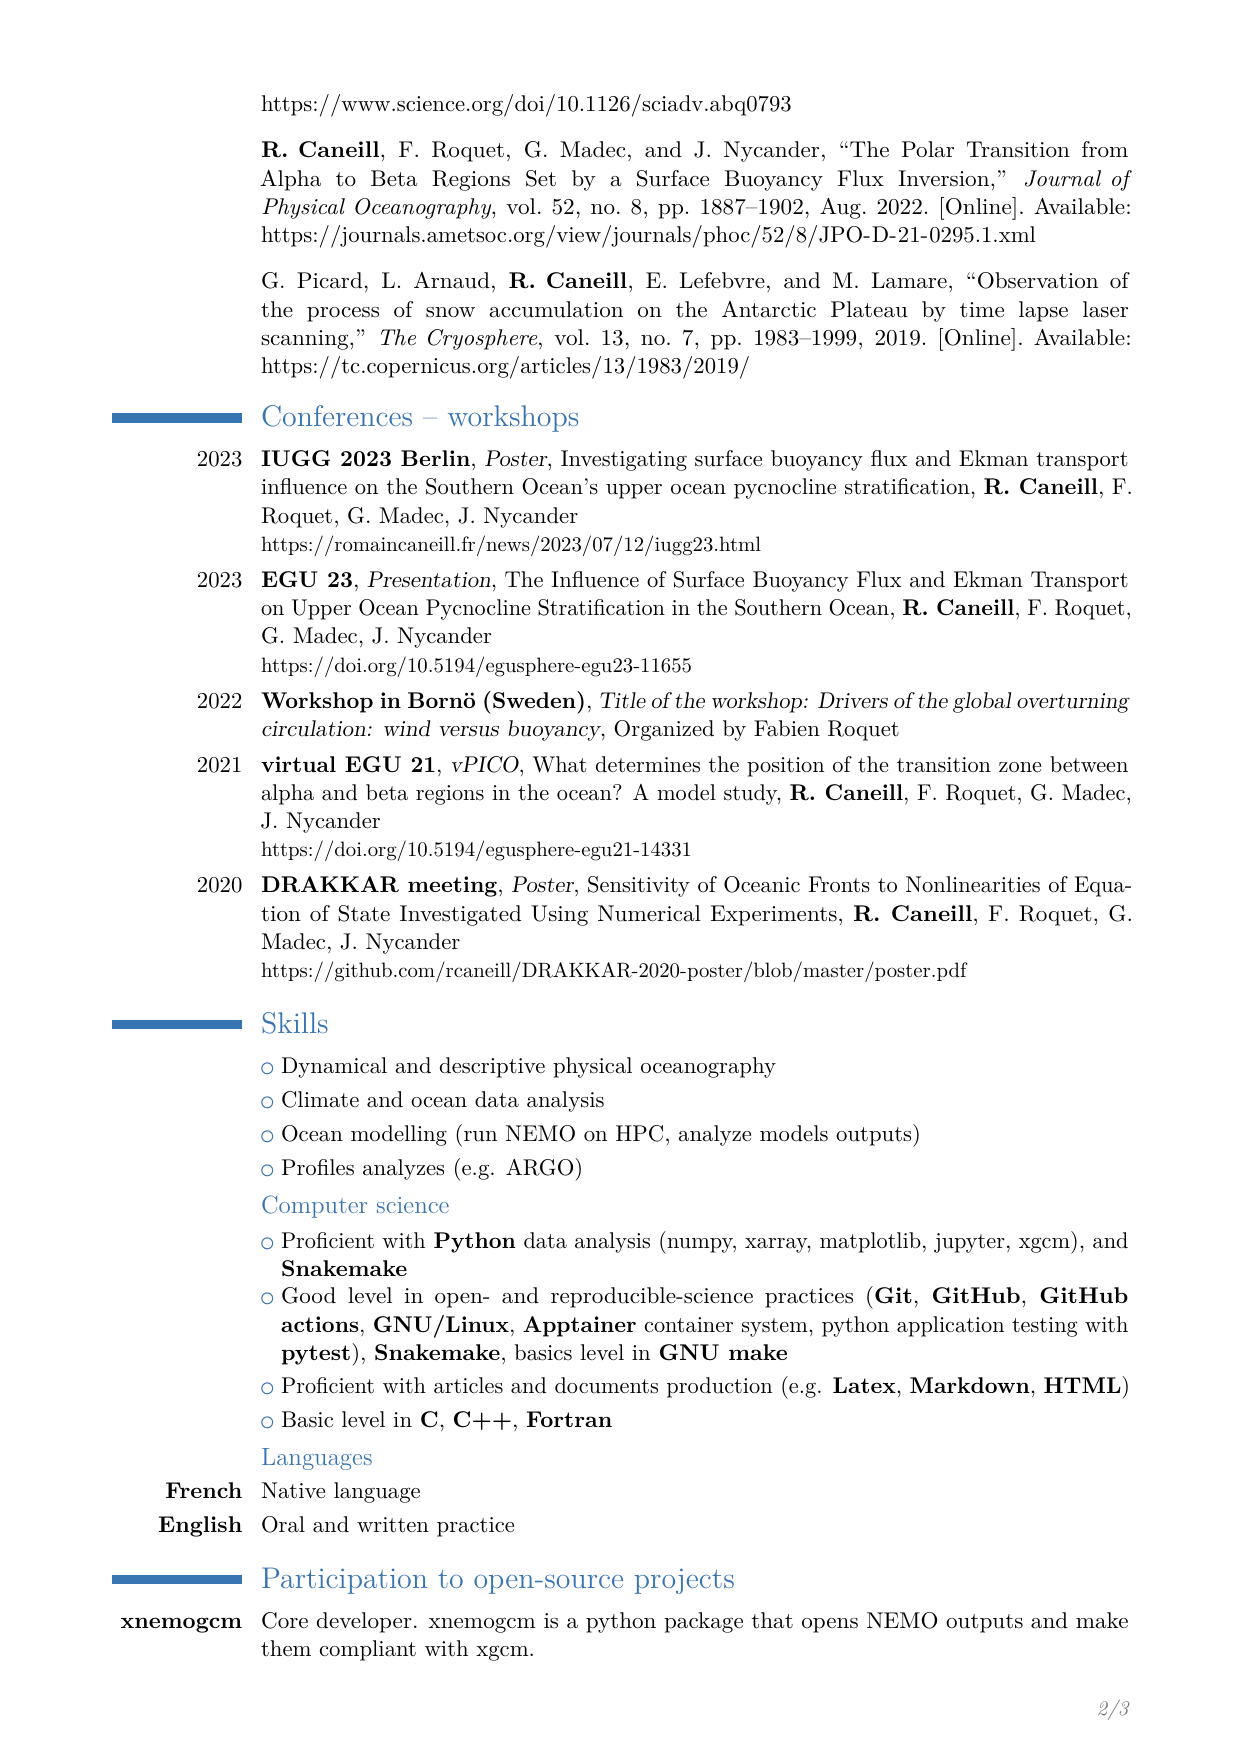 https://www.science.org/doi/10.1126/sciadv.abq0793
R. Caneill, F. Roquet, G. Madec, and J. Nycander, “The Polar Transition from
Alpha to Beta Regions Set by a Surface Buoyancy Flux Inversion,” Journal of
Physical Oceanography, vol. 52, no. 8, pp. 1887–1902, Aug. 2022. [Online]. Available:
https://journals.ametsoc.org/view/journals/phoc/52/8/JPO-D-21-0295.1.xml
G. Picard, L. Arnaud, R. Caneill, E. Lefebvre, and M. Lamare, “Observation of
the process of snow accumulation on the Antarctic Plateau by time lapse laser
scanning,” The Cryosphere, vol. 13, no. 7, pp. 1983–1999, 2019. [Online]. Available:
https://tc.copernicus.org/articles/13/1983/2019/
Conferences – workshops
2023 IUGG 2023 Berlin, Poster, Investigating surface buoyancy flux and Ekman transport
influence on the Southern Ocean’s upper ocean pycnocline stratification, R. Caneill, F.
Roquet, G. Madec, J. Nycander
https://romaincaneill.fr/news/2023/07/12/iugg23.html
2023 EGU 23, Presentation, The Influence of Surface Buoyancy Flux and Ekman Transport
on Upper Ocean Pycnocline Stratification in the Southern Ocean, R. Caneill, F. Roquet,
G. Madec, J. Nycander
https://doi.org/10.5194/egusphere-egu23-11655
2022 Workshop in Bornö (Sweden), Title of the workshop: Drivers of the global overturning
circulation: wind versus buoyancy, Organized by Fabien Roquet
2021 virtual EGU 21, vPICO, What determines the position of the transition zone between
alpha and beta regions in the ocean? A model study, R. Caneill, F. Roquet, G. Madec,
J. Nycander
https://doi.org/10.5194/egusphere-egu21-14331
2020 DRAKKAR meeting, Poster, Sensitivity of Oceanic Fronts to Nonlinearities of Equa-
tion of State Investigated Using Numerical Experiments, R. Caneill, F. Roquet, G.
Madec, J. Nycander
https://github.com/rcaneill/DRAKKAR-2020-poster/blob/master/poster.pdf
Skills
○ Dynamical and descriptive physical oceanography
○ Climate and ocean data analysis
○ Ocean modelling (run NEMO on HPC, analyze models outputs)
○ Profiles analyzes (e.g. ARGO)
Computer science
○ Proficient with Python data analysis (numpy, xarray, matplotlib, jupyter, xgcm), and
Snakemake
○ Good level in open- and reproducible-science practices (Git, GitHub, GitHub
actions, GNU/Linux, Apptainer container system, python application testing with
pytest), Snakemake, basics level in GNU make
○ Proficient with articles and documents production (e.g. Latex, Markdown, HTML)
○ Basic level in C, C++, Fortran
Languages
French Native language
English Oral and written practice
Participation to open-source projects
xnemogcm Core developer. xnemogcm is a python package that opens NEMO outputs and make
them compliant with xgcm.
2/3